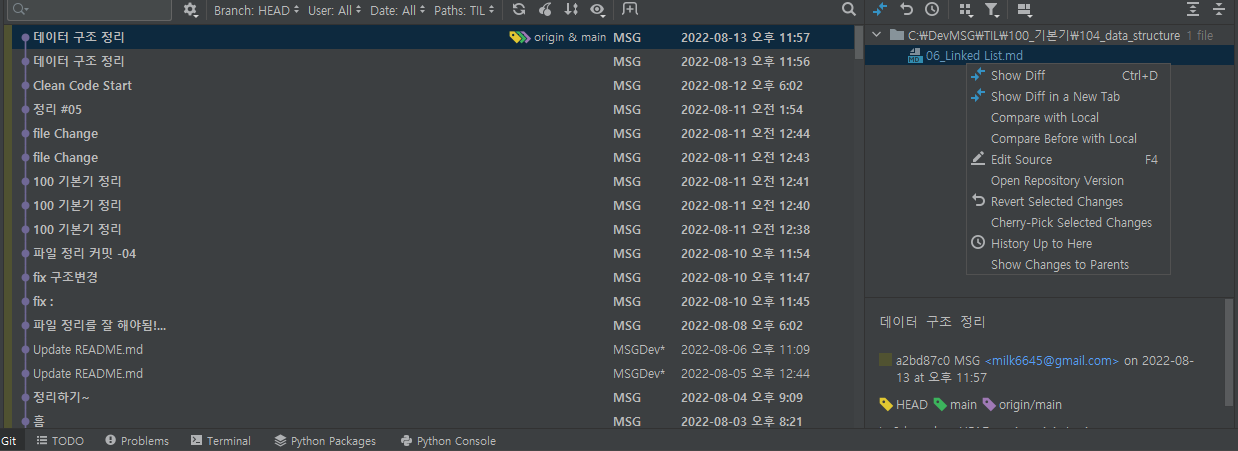 Branch: HEAD User: All Date: All Paths: TIL
데이터 구조 정리 origin & main MSG 2022-08-13 오후 11:57
데이터 구조 정리 MSG 2022-08-13 오후 11:56
Clean Code Start MSG 2022-08-12 오후 6:02
정리 #05 MSG 2022-08-11 오전 1:54
file Change MSG 2022-08-11 오전 12:44
file Change MSG 2022-08-11 오전 12:43
100 기본기 정리 MSG 2022-08-11 오전 12:41
100 기본기 정리 MSG 2022-08-11 오전 12:40
100 기본기 정리 MSG 2022-08-11 오전 12:38
파일 정리 커밋 -04 MSG 2022-08-10 오후 11:54
fix 구조변경 MSG 2022-08-10 오후 11:47
fix : MSG 2022-08-10 오후 11:45
파일 정리를 잘 해야됨!... MSG 2022-08-08 오후 6:02
Update README.md MSGDev* 2022-08-06 오후 11:09
Update README.md MSGDev* 2022-08-05 오후 12:44
정리하기~ MSG 2022-08-04 오후 9:09
흠 MSG 2022-08-03 오후 8:21
C:₩DevMSG₩TIL₩100_기본기₩104_data_structure 1 file
MD 06_Linked List.md
Show Diff Ctrl+D
Show Diff in a New Tab
Compare with Local
Compare Before with Local
Edit Source F4
Open Repository Version
Revert Selected Changes
Cherry-Pick Selected Changes
History Up to Here
Show Changes to Parents
데이터 구조 정리
a2bd87c0 MSG <milk6645@gmail.com> on 2022-08-
13 at 오후 11:57
HEAD main origin/main
Git TODO Problems Terminal Python Packages Python Console